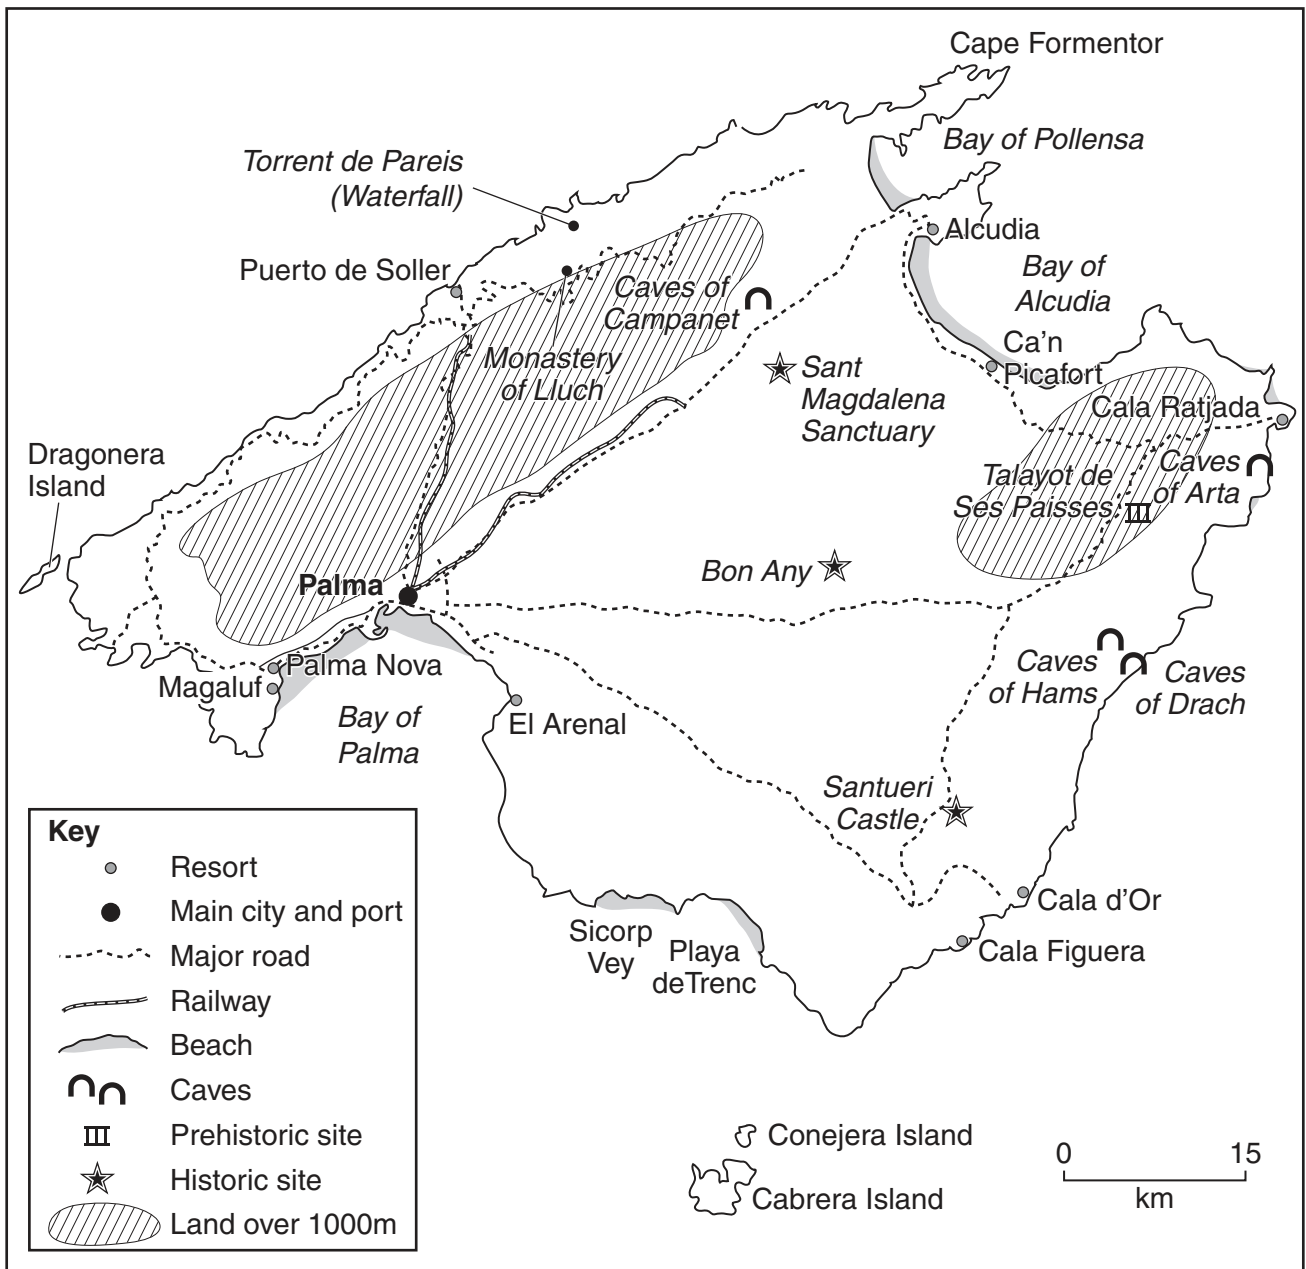 Cape Formentor
Bay of Pollensa
Torrent de Pareis
(Waterfall)
Alcudia
Puerto de Soller
Bay of
Alcudia
Caves of
Campanet
Ca'n
Picafort
Monastery
of Lluch
Sant
Magdalena
Sanctuary
Cala Ratjada
Dragonera
Island
Talayot de
Ses Paisses
Caves
of Arta
Bon Any
Palma
Palma Nova
Magaluf
Caves
of Hams
Caves
of Drach
Bay of
Palma
El Arenal
Santueri
Castle
Cala d'Or
Sicorp
Vey
Playa
deTrenc
Cala Figuera
Key
Resort
Main city and port
Major road
Railway
Beach
Caves
Prehistoric site
Historic site
Land over 1000m
Conejera Island
Cabrera Island
0 15
km